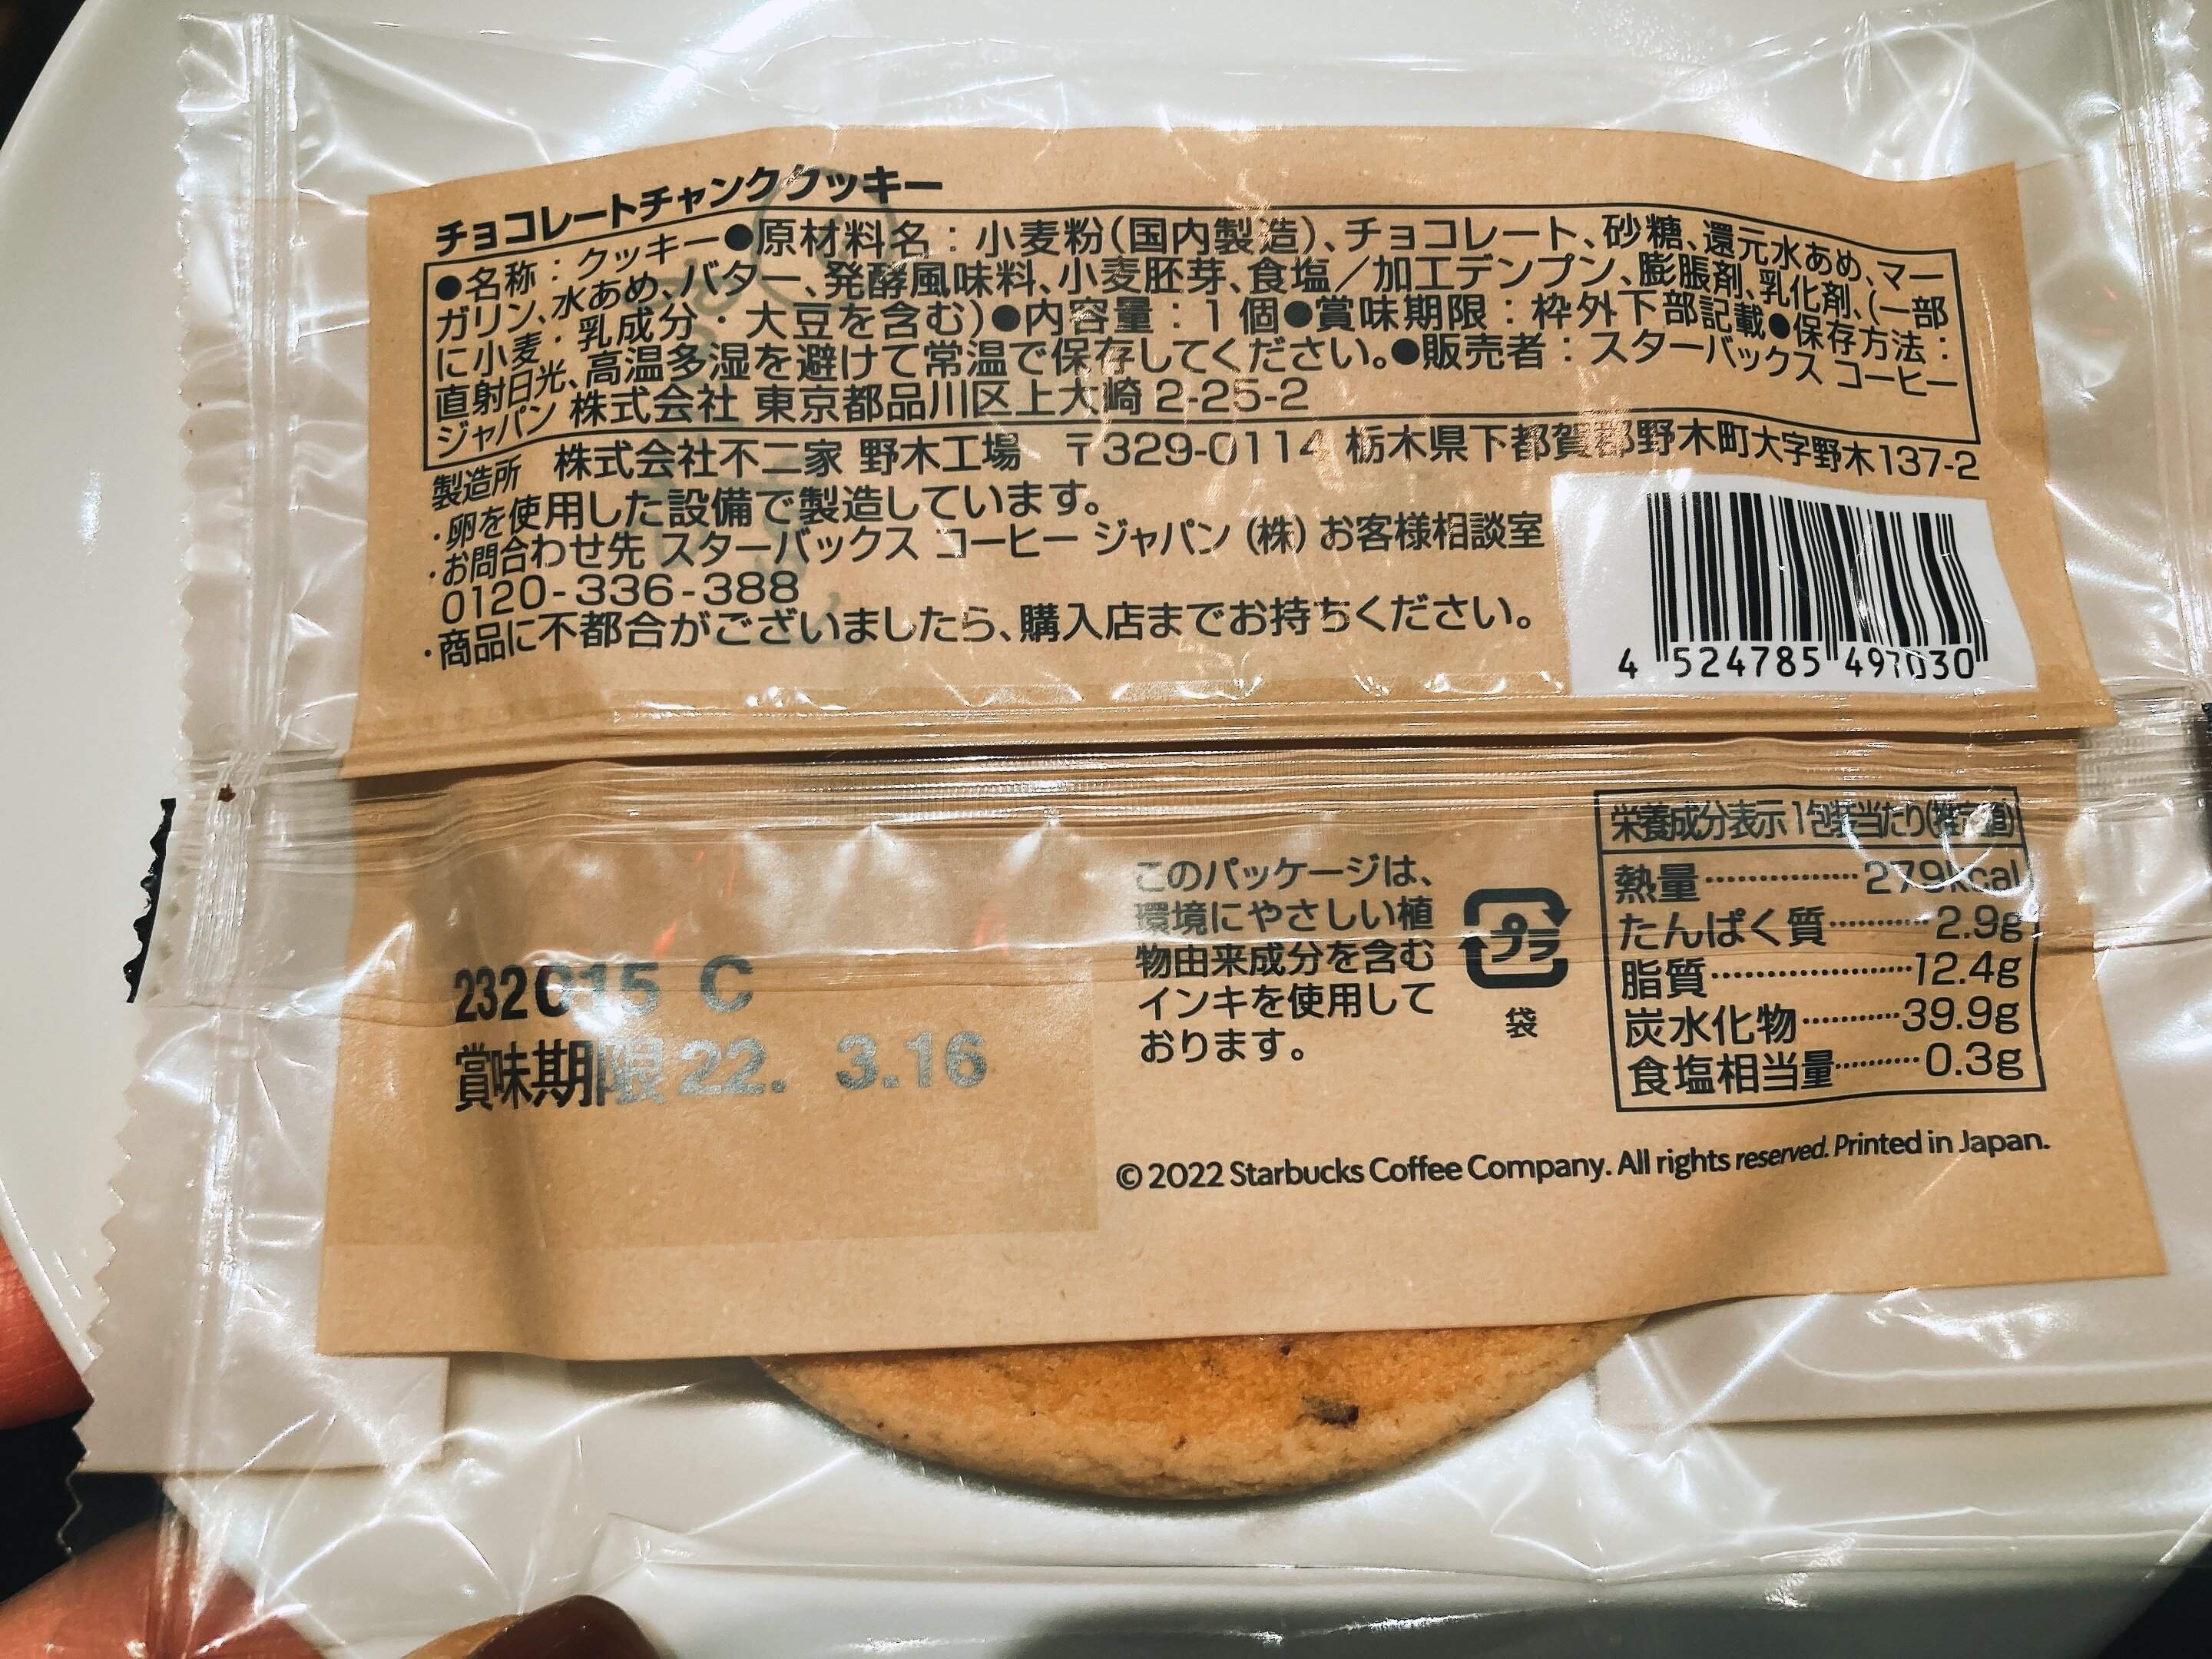 チョコレートチャンククッキー
●名称：クッキー●原材料名：小麦粉(国内製造)、チョコレート、砂糖、還元水あめ、マー
ガリン、水あめ、バター、発酵風味料、小麦胚芽、食塩／加工デンプン、膨脹剤、乳化剤、(一部
に小麦・乳成分・大豆を含む)●内容量：1個●賞味期限：枠外下部記載●保存方法：
直射日光、高温多湿を避けて常温で保存してください。●販売者：スターバックス コーヒー
ジャパン 株式会社 東京都品川区上大崎 2-25-2
製造所 株式会社不二家 野木工場 〒329-0114 栃木県下都賀郡野木町大字野木137-2
・卵を使用した設備で製造しています。
・お問合わせ先 スターバックス コーヒー ジャパン (株) お客様相談室
0120-336-388
・商品に不都合がございましたら、購入店までお持ちください。
4 524785 497030
このパッケージは、
環境にやさしい植
物由来成分を含む
インキを使用して
おります。
プラ
袋
栄養成分表示 1包装当たり(推定値)
熱量……………279kcal
たんぱく質………2.9g
脂質………………12.4g
炭水化物…………39.9g
食塩相当量………0.3g
232015 C
賞味期限22. 3.16
© 2022 Starbucks Coffee Company. All rights reserved. Printed in Japan.